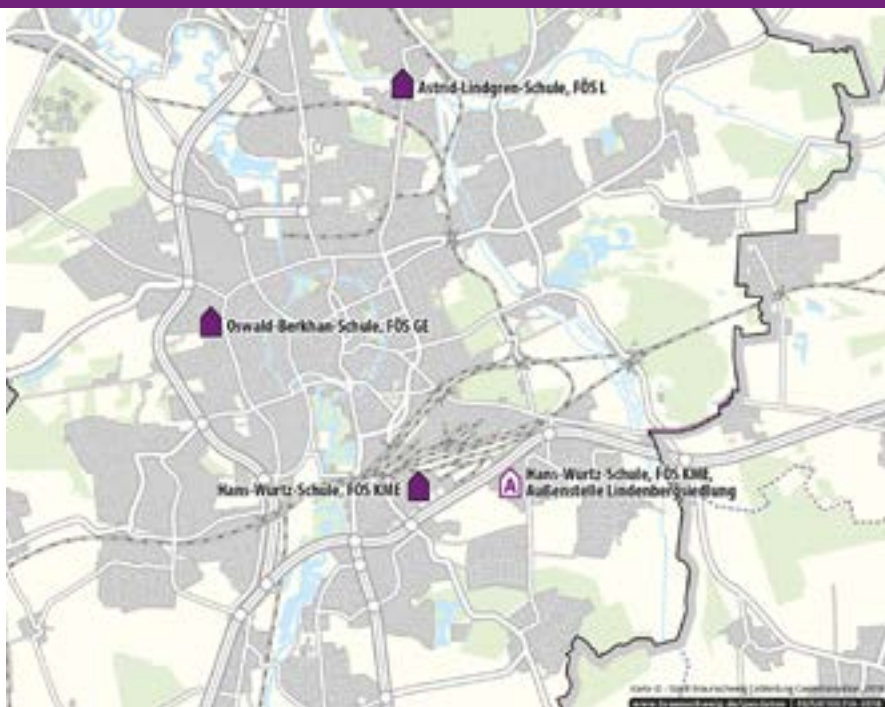 Astrid-Lindgren-Schule, FÖS L
Oswald-Berkhan-Schule, FÖS GE
Hans-Würtz-Schule, FÖS KME
A
Hans-Würtz-Schule, FÖS KME,
Außenstelle Lindenbergsiedlung